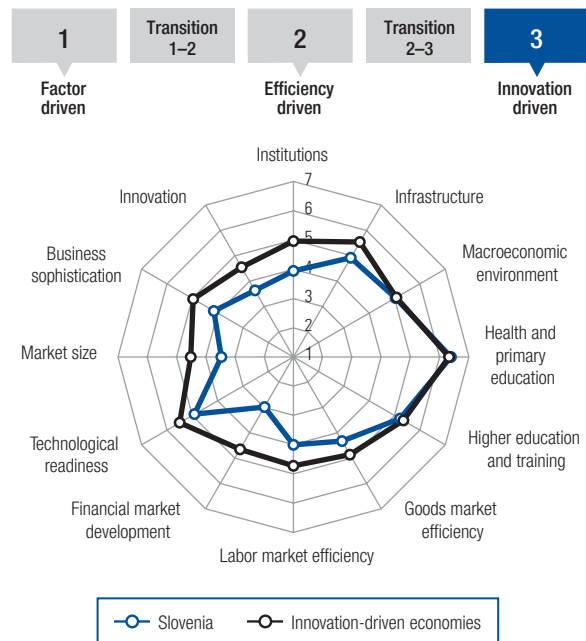 1
Transition
1–2
2
Transition
2–3
3
Factor
driven
Efficiency
driven
Innovation
driven
Institutions
7
6
5
4
3
2
1
Infrastructure
Macroeconomic
environment
Health and
primary
education
Higher education
and training
Goods market
efficiency
Labor market efficiency
Financial market
development
Technological
readiness
Market size
Business
sophistication
Innovation
Slovenia
Innovation-driven economies